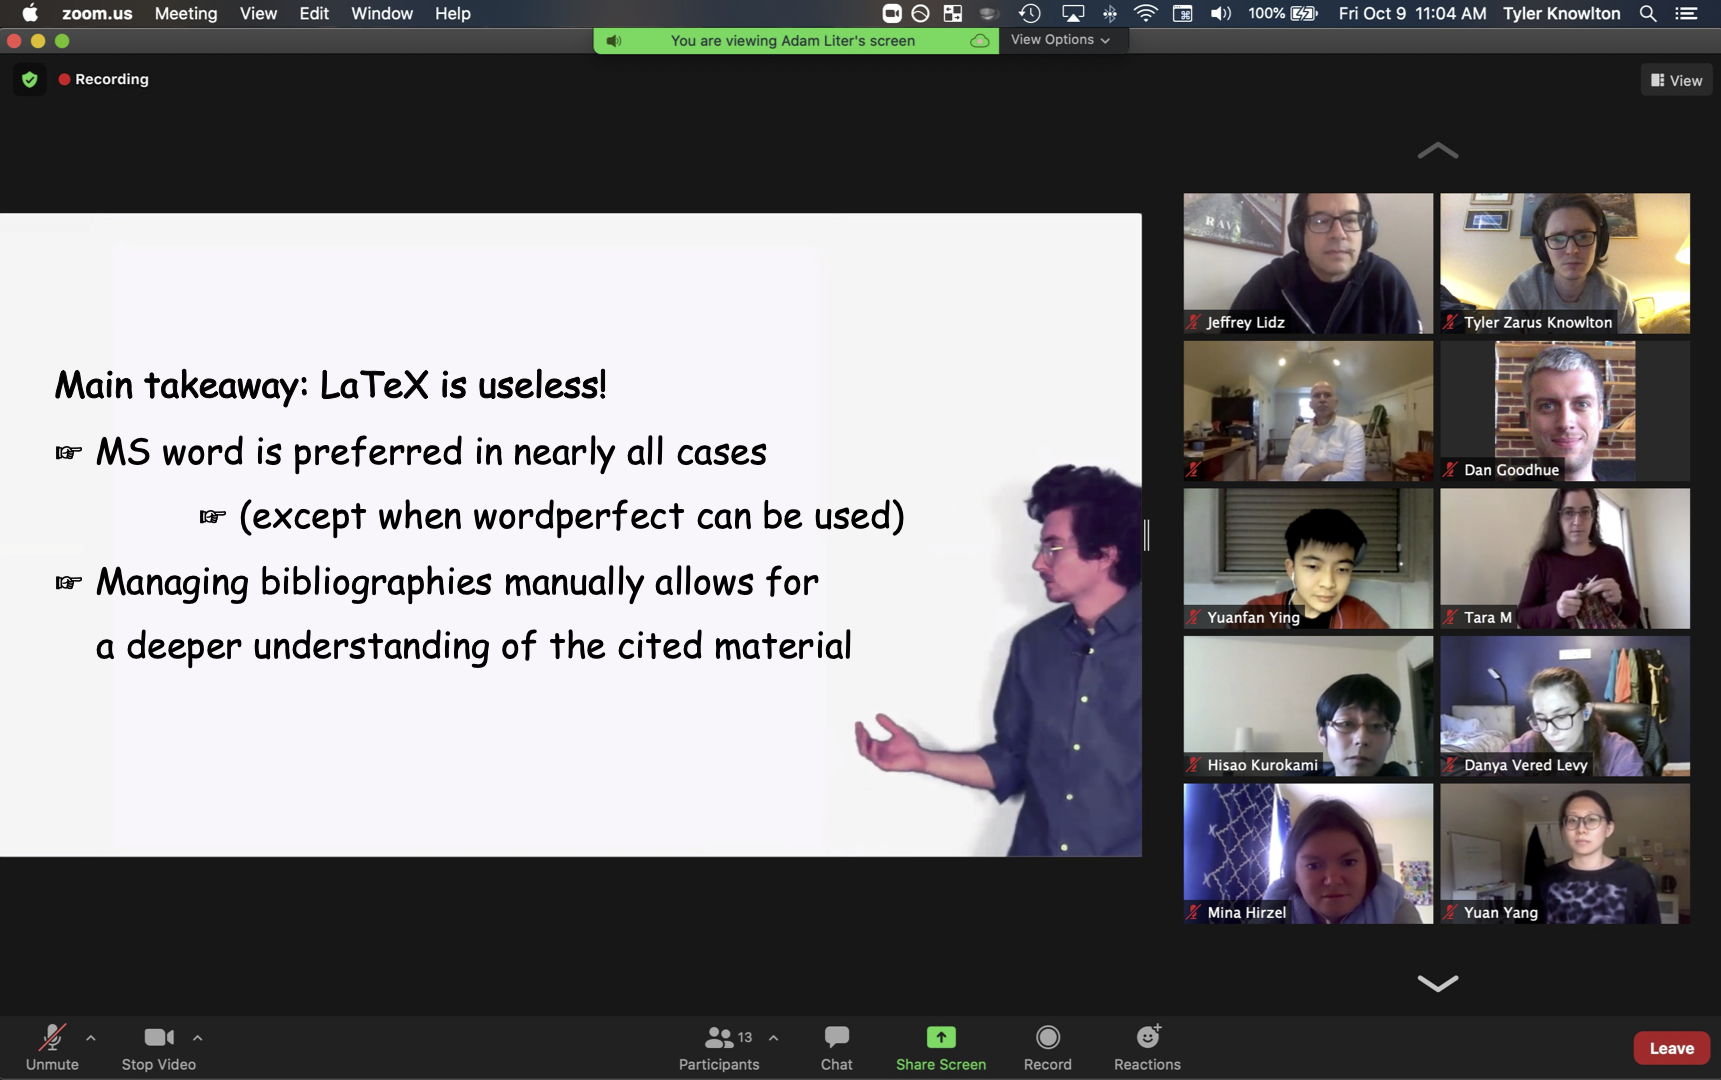 zoom.us Meeting View Edit Window Help
100% Fri Oct 9 11:04 AM Tyler Knowlton
You are viewing Adam Liter's screen
View Options
Recording
View
Main takeaway: LaTeX is useless!
☞ MS word is preferred in nearly all cases
☞ (except when wordperfect can be used)
☞ Managing bibliographies manually allows for
a deeper understanding of the cited material
RAV
Jeffrey Lidz
Tyler Zarus Knowlton
Dan Goodhue
Yuanfan Ying
Tara M
Hisao Kurokami
Danya Vered Levy
Mina Hirzel
Yuan Yang
Unmute
Stop Video
13
Participants
Chat
Share Screen
Record
Reactions
Leave